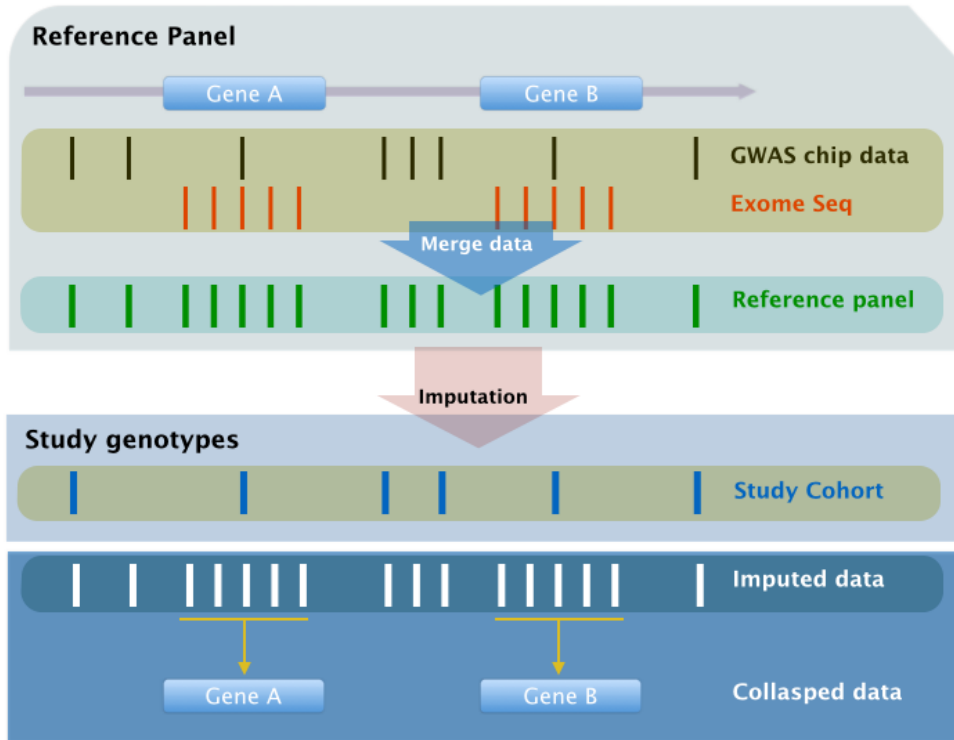 Reference Panel
Gene A
Gene B
GWAS chip data
Exome Seq
Merge data
Reference panel
Imputation
Study genotypes
Study Cohort
Imputed data
Gene A
Gene B
Collasped data